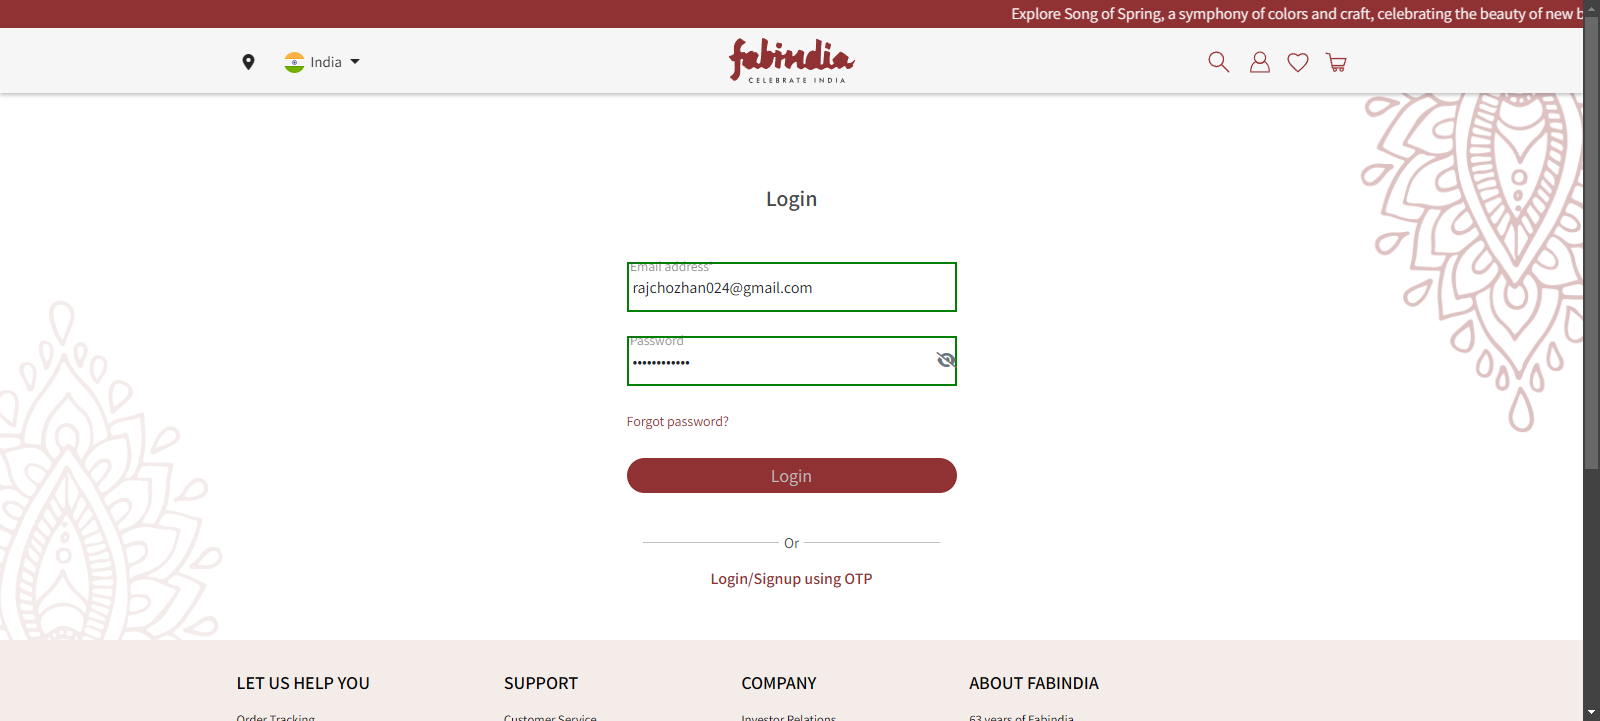 Explore Song of Spring, a symphony of colors and craft, celebrating the beauty of new b
India
fabindia
CELEBRATE INDIA
Login
Email address*
rajchozhan024@gmail.com
Password
Forgot password?
Login
Or
Login/Signup using OTP
LET US HELP YOU
SUPPORT
COMPANY
ABOUT FABINDIA
Order Tracking
Customer Service
Investor Relations
63 years of Fabindia